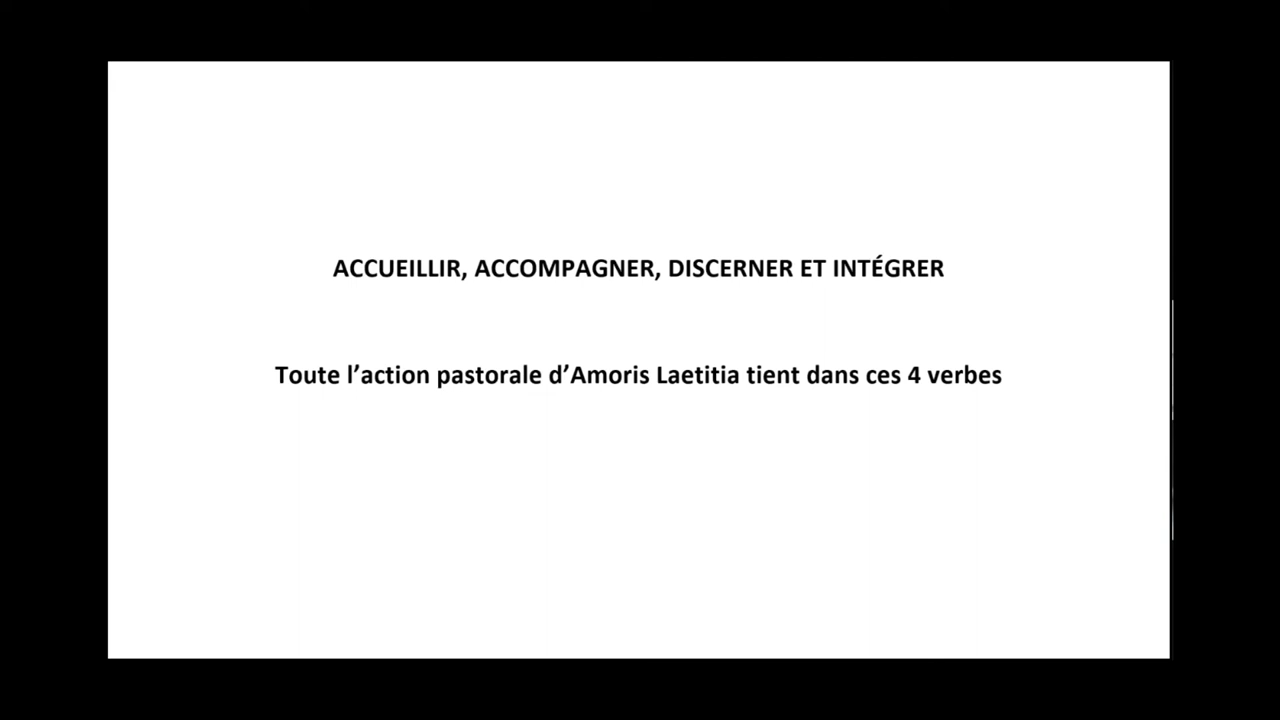 ACCUEILLIR, ACCOMPAGNER, DISCERNER ET INTÉGRER
Toute l’action pastorale d’Amoris Laetitia tient dans ces 4 verbes